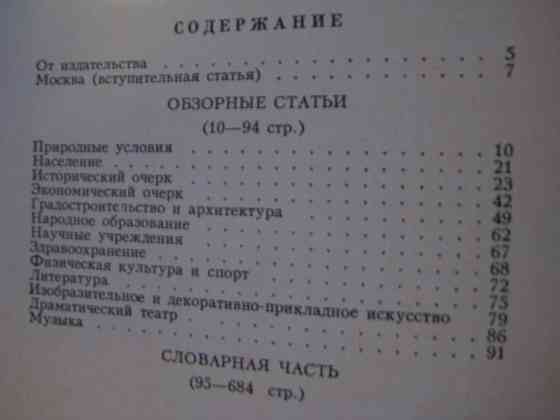 СОДЕРЖАНИЕ
От издательства . . . . . . . . . . . . . . . . . 5
Москва (вступительная статья) . . . . . . . . . . . 7
ОБЗОРНЫЕ СТАТЬИ
(10—94 стр.)
Природные условия . . . . . . . . . . . . . . . 10
Население . . . . . . . . . . . . . . . . . . . 21
Исторический очерк . . . . . . . . . . . . . . . 23
Экономический очерк . . . . . . . . . . . . . . 42
Градостроительство и архитектура . . . . . . . . . 49
Народное образование . . . . . . . . . . . . . . 62
Научные учреждения . . . . . . . . . . . . . . . 67
Здравоохранение . . . . . . . . . . . . . . . . 68
Физическая культура и спорт . . . . . . . . . . . 72
Литература . . . . . . . . . . . . . . . . . . 75
Изобразительное и декоративно-прикладное искусство 79
Драматический театр . . . . . . . . . . . . . . 86
Музыка . . . . . . . . . . . . . . . . . . . . 91
СЛОВАРНАЯ ЧАСТЬ
(95—684 стр.)